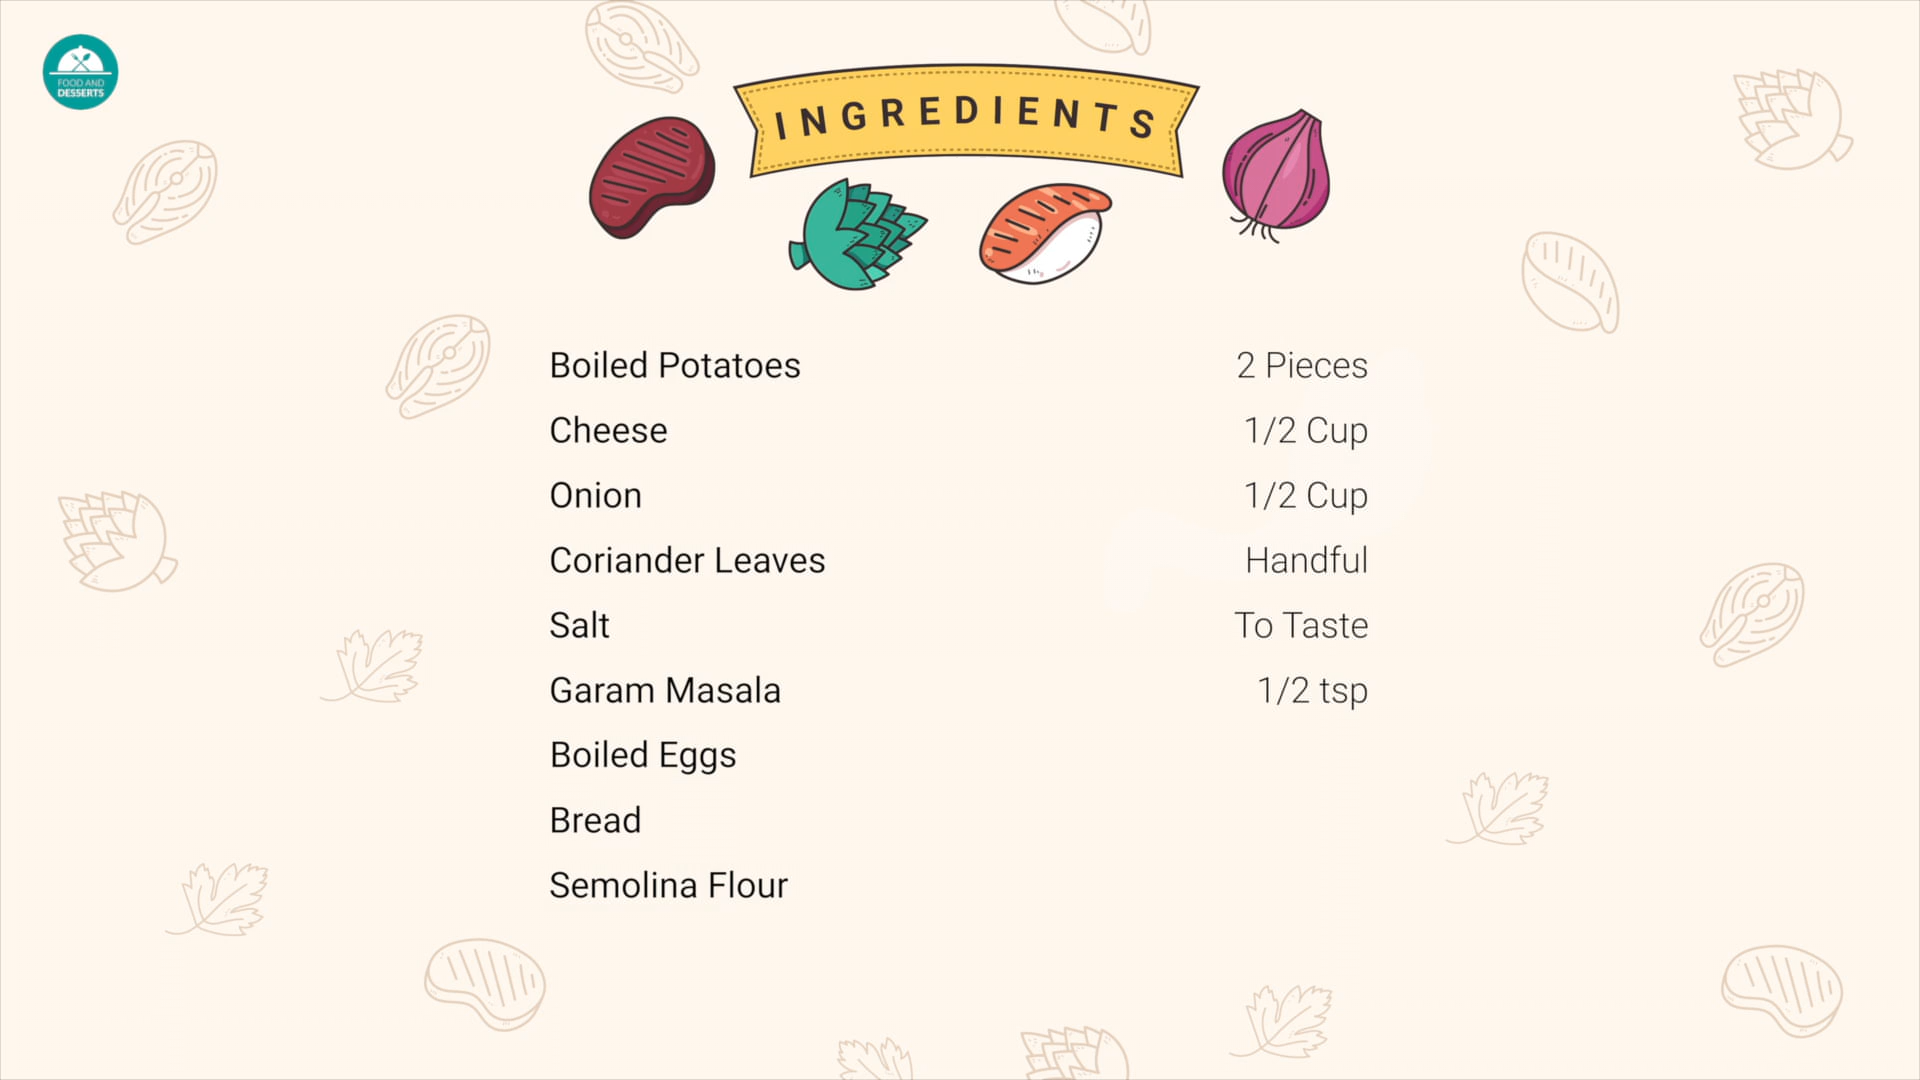 FOOD AND
DESSERTS
INGREDIENTS
Boiled Potatoes 2 Pieces
Cheese 1/2 Cup
Onion 1/2 Cup
Coriander Leaves Handful
Salt To Taste
Garam Masala 1/2 tsp
Boiled Eggs
Bread
Semolina Flour